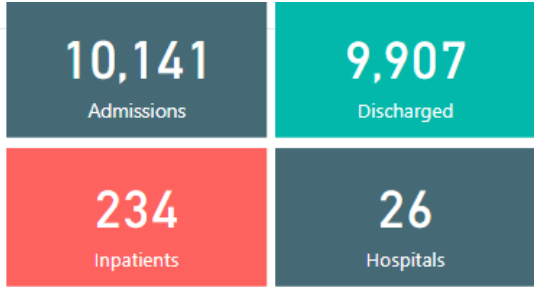 10,141
Admissions
9,907
Discharged
234
Inpatients
26
Hospitals